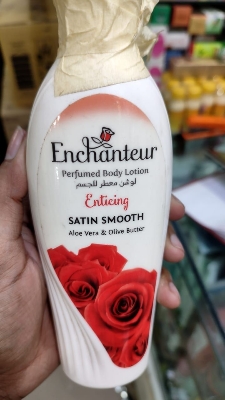 Enchanteur
Perfumed Body Lotion
لوشن معطر للجسم
Enticing
SATIN SMOOTH
Aloe Vera & Olive Butter